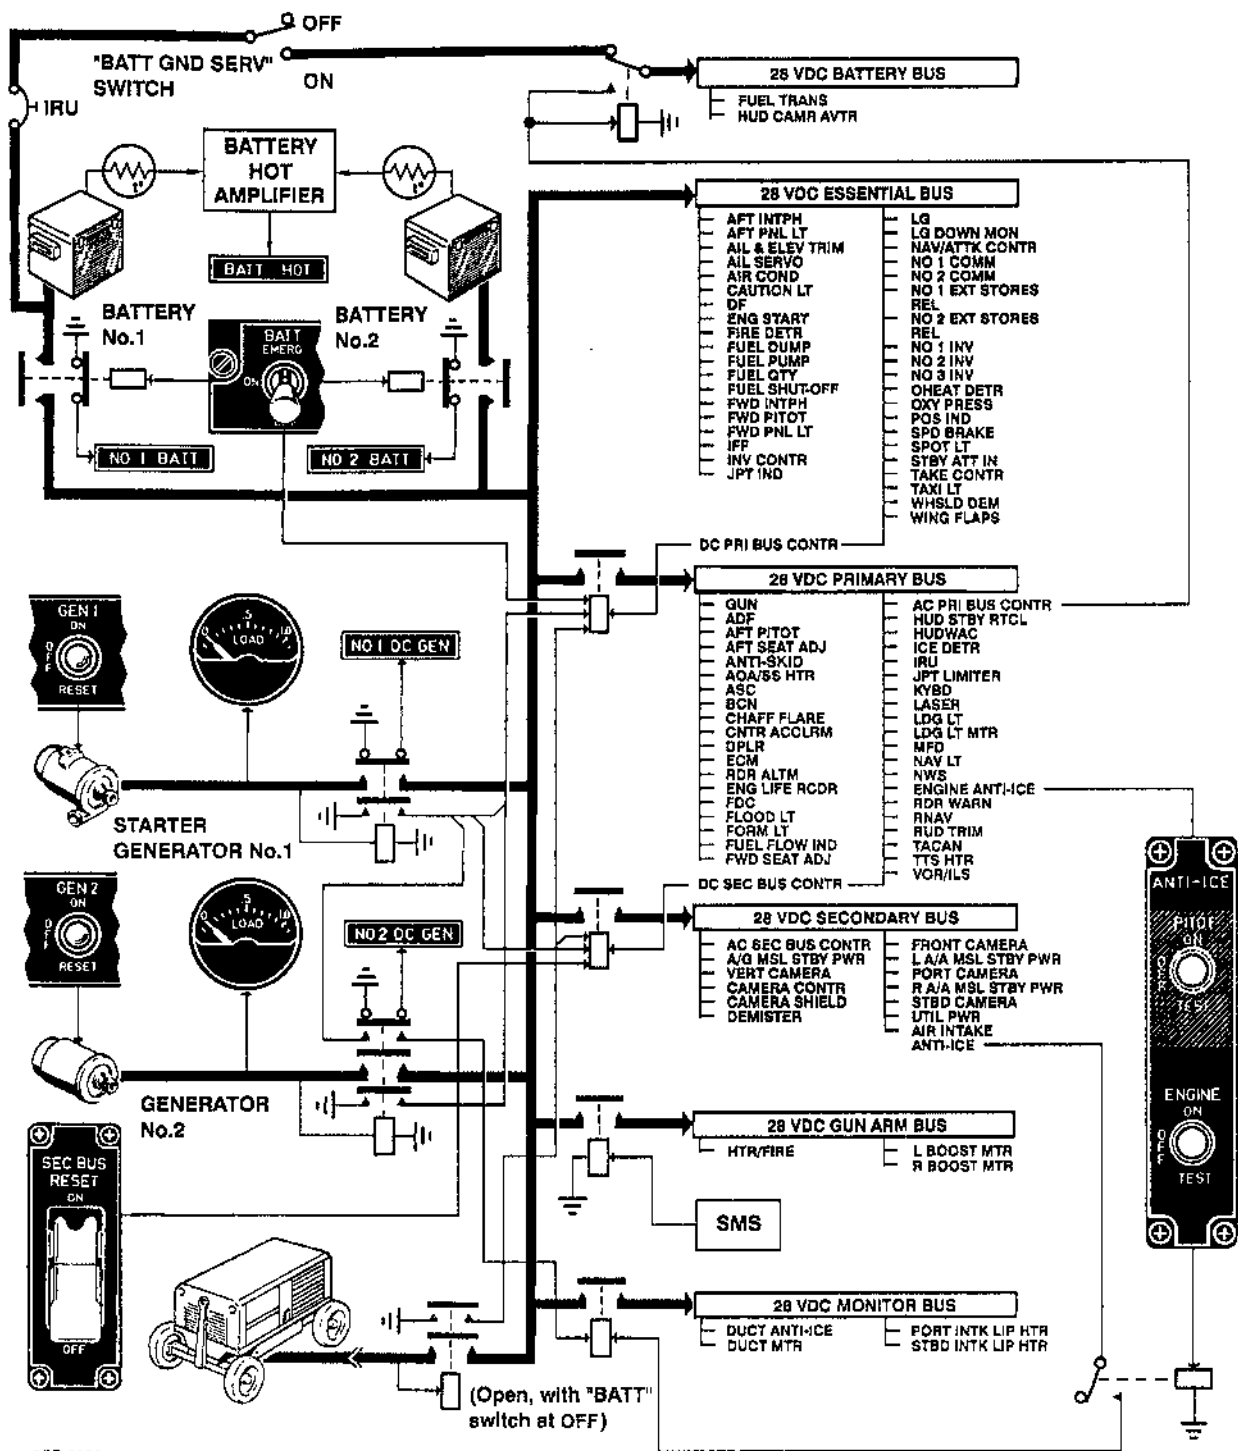 OFF
"BATT GND SERV"
SWITCH
ON
IRU
28 VDC BATTERY BUS
FUEL TRANS
HUD CAMR AVTR
BATTERY
HOT
AMPLIFIER
t°
t°
BATT HOT
BATTERY
No.1
BATTERY
No.2
BATT
EMERG
ON
NO 1 BATT
NO 2 BATT
28 VDC ESSENTIAL BUS
AFT INTPH
AFT PNL LT
AIL & ELEV TRIM
AIL SERVO
AIR COND
CAUTION LT
DF
ENG START
FIRE DETR
FUEL DUMP
FUEL PUMP
FUEL QTY
FUEL SHUT-OFF
FWD INTPH
FWD PITOT
FWD PNL LT
IFF
INV CONTR
JPT IND
LG
LG DOWN MON
NAV/ATTK CONTR
NO 1 COMM
NO 2 COMM
NO 1 EXT STORES
REL
NO 2 EXT STORES
REL
NO 1 INV
NO 2 INV
NO 3 INV
OHEAT DETR
OXY PRESS
POS IND
SPD BRAKE
SPOT LT
STBY ATT IN
TAKE CONTR
TAXI LT
WHSLD DEM
WING FLAPS
DC PRI BUS CONTR
28 VDC PRIMARY BUS
GUN
ADF
AFT PITOT
AFT SEAT ADJ
ANTI-SKID
AOA/SS HTR
ASC
BCN
CHAFF FLARE
CNTR ACCLRM
DPLR
ECM
RDR ALTM
ENG LIFE RCDR
FDC
FLOOD LT
FORM LT
FUEL FLOW IND
FWD SEAT ADJ
AC PRI BUS CONTR
HUD STBY RTCL
HUDWAC
ICE DETR
IRU
JPT LIMITER
KYBD
LASER
LDG LT
LDG LT MTR
MFD
NAV LT
NWS
ENGINE ANTI-ICE
RDR WARN
RNAV
RUD TRIM
TACAN
TTS HTR
VOR/ILS
DC SEC BUS CONTR
GEN 1
ON
OFF
RESET
0 .5 1.0
LOAD
NO 1 DC GEN
STARTER
GENERATOR No.1
GEN 2
ON
OFF
RESET
0 .5 1.0
LOAD
NO 2 DC GEN
GENERATOR
No.2
28 VDC SECONDARY BUS
AC SEC BUS CONTR
A/G MSL STBY PWR
VERT CAMERA
CAMERA CONTR
CAMERA SHIELD
DEMISTER
FRONT CAMERA
L A/A MSL STBY PWR
PORT CAMERA
R A/A MSL STBY PWR
STBD CAMERA
UTIL PWR
AIR INTAKE
ANTI-ICE
ANTI-ICE
PITOT
ON
OFF
TEST
ENGINE
ON
OFF
TEST
28 VDC GUN ARM BUS
HTR/FIRE
L BOOST MTR
R BOOST MTR
SMS
SEC BUS
RESET
ON
OFF
28 VDC MONITOR BUS
DUCT ANTI-ICE
DUCT MTR
PORT INTK LIP HTR
STBD INTK LIP HTR
(Open, with "BATT"
switch at OFF)